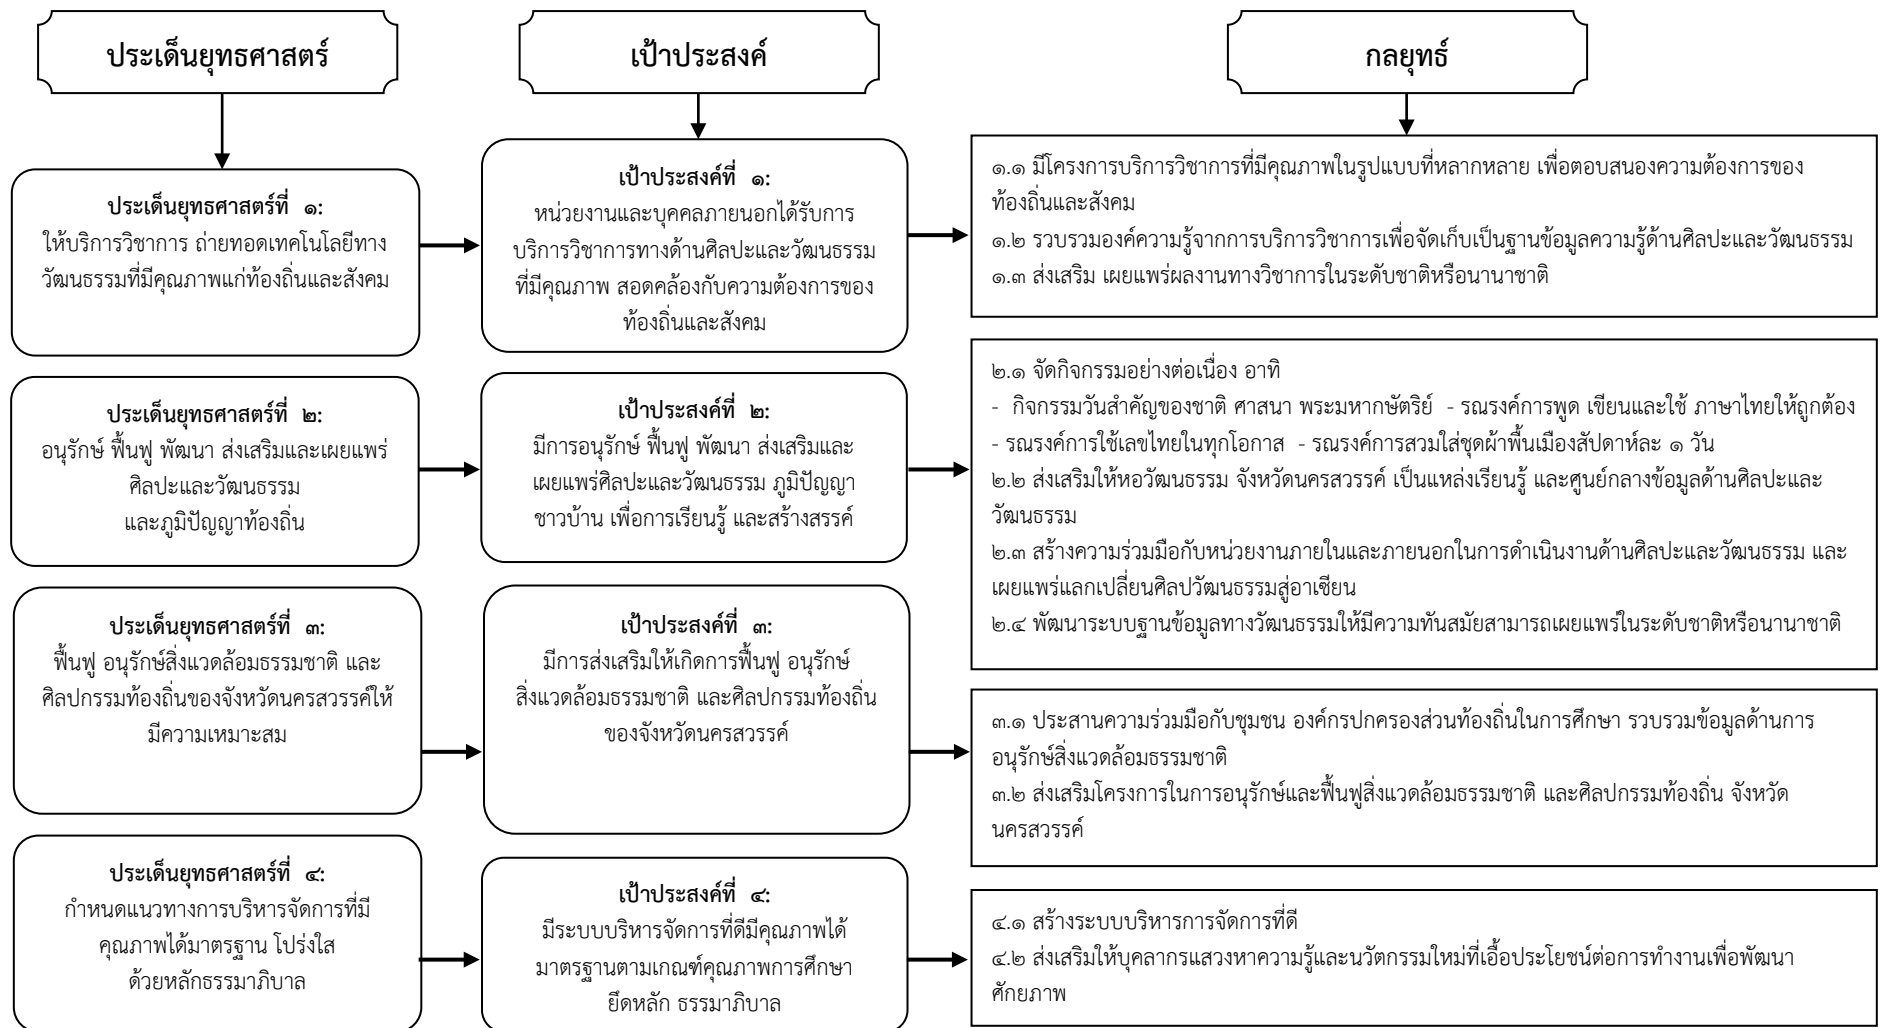 ประเด็นยุทธศาสตร์
เป้าประสงค์
กลยุทธ์
ประเด็นยุทธศาสตร์ที่ ๑:
ให้บริการวิชาการ ถ่ายทอดเทคโนโลยีทาง
วัฒนธรรมที่มีคุณภาพแก่ท้องถิ่นและสังคม
เป้าประสงค์ที่ ๑:
หน่วยงานและบุคคลภายนอกได้รับการ
บริการวิชาการทางด้านศิลปะและวัฒนธรรม
ที่มีคุณภาพ สอดคล้องกับความต้องการของ
ท้องถิ่นและสังคม
๑.๑ มีโครงการบริการวิชาการที่มีคุณภาพในรูปแบบที่หลากหลาย เพื่อตอบสนองความต้องการของ
ท้องถิ่นและสังคม
๑.๒ รวบรวมองค์ความรู้จากการบริการวิชาการเพื่อจัดเก็บเป็นฐานข้อมูลความรู้ด้านศิลปะและวัฒนธรรม
๑.๓ ส่งเสริม เผยแพร่ผลงานทางวิชาการในระดับชาติหรือนานาชาติ
ประเด็นยุทธศาสตร์ที่ ๒:
อนุรักษ์ ฟื้นฟู พัฒนา ส่งเสริมและเผยแพร่
ศิลปะและวัฒนธรรม
และภูมิปัญญาท้องถิ่น
เป้าประสงค์ที่ ๒:
มีการอนุรักษ์ ฟื้นฟู พัฒนา ส่งเสริมและ
เผยแพร่ศิลปะและวัฒนธรรม ภูมิปัญญา
ชาวบ้าน เพื่อการเรียนรู้ และสร้างสรรค์
๒.๑ จัดกิจกรรมอย่างต่อเนื่อง อาทิ
- กิจกรรมวันสำคัญของชาติ ศาสนา พระมหากษัตริย์ - รณรงค์การพูด เขียนและใช้ ภาษาไทยให้ถูกต้อง
- รณรงค์การใช้เลขไทยในทุกโอกาส - รณรงค์การสวมใส่ชุดผ้าพื้นเมืองสัปดาห์ละ ๑ วัน
๒.๒ ส่งเสริมให้หอวัฒนธรรม จังหวัดนครสวรรค์ เป็นแหล่งเรียนรู้ และศูนย์กลางข้อมูลด้านศิลปะและ
วัฒนธรรม
๒.๓ สร้างความร่วมมือกับหน่วยงานภายในและภายนอกในการดำเนินงานด้านศิลปะและวัฒนธรรม และ
เผยแพร่แลกเปลี่ยนศิลปวัฒนธรรมสู่อาเซียน
๒.๔ พัฒนาระบบฐานข้อมูลทางวัฒนธรรมให้มีความทันสมัยสามารถเผยแพร่ในระดับชาติหรือนานาชาติ
ประเด็นยุทธศาสตร์ที่ ๓:
ฟื้นฟู อนุรักษ์สิ่งแวดล้อมธรรมชาติ และ
ศิลปกรรมท้องถิ่นของจังหวัดนครสวรรค์ให้
มีความเหมาะสม
เป้าประสงค์ที่ ๓:
มีการส่งเสริมให้เกิดการฟื้นฟู อนุรักษ์
สิ่งแวดล้อมธรรมชาติ และศิลปกรรมท้องถิ่น
ของจังหวัดนครสวรรค์
๓.๑ ประสานความร่วมมือกับชุมชน องค์กรปกครองส่วนท้องถิ่นในการศึกษา รวบรวมข้อมูลด้านการ
อนุรักษ์สิ่งแวดล้อมธรรมชาติ
๓.๒ ส่งเสริมโครงการในการอนุรักษ์และฟื้นฟูสิ่งแวดล้อมธรรมชาติ และศิลปกรรมท้องถิ่น จังหวัด
นครสวรรค์
ประเด็นยุทธศาสตร์ที่ ๔:
กำหนดแนวทางการบริหารจัดการที่มี
คุณภาพได้มาตรฐาน โปร่งใส
ด้วยหลักธรรมาภิบาล
เป้าประสงค์ที่ ๔:
มีระบบบริหารจัดการที่ดีมีคุณภาพได้
มาตรฐานตามเกณฑ์คุณภาพการศึกษา
ยึดหลัก ธรรมาภิบาล
๔.๑ สร้างระบบบริหารการจัดการที่ดี
๔.๒ ส่งเสริมให้บุคลากรแสวงหาความรู้และนวัตกรรมใหม่ที่เอื้อประโยชน์ต่อการทำงานเพื่อพัฒนา
ศักยภาพ